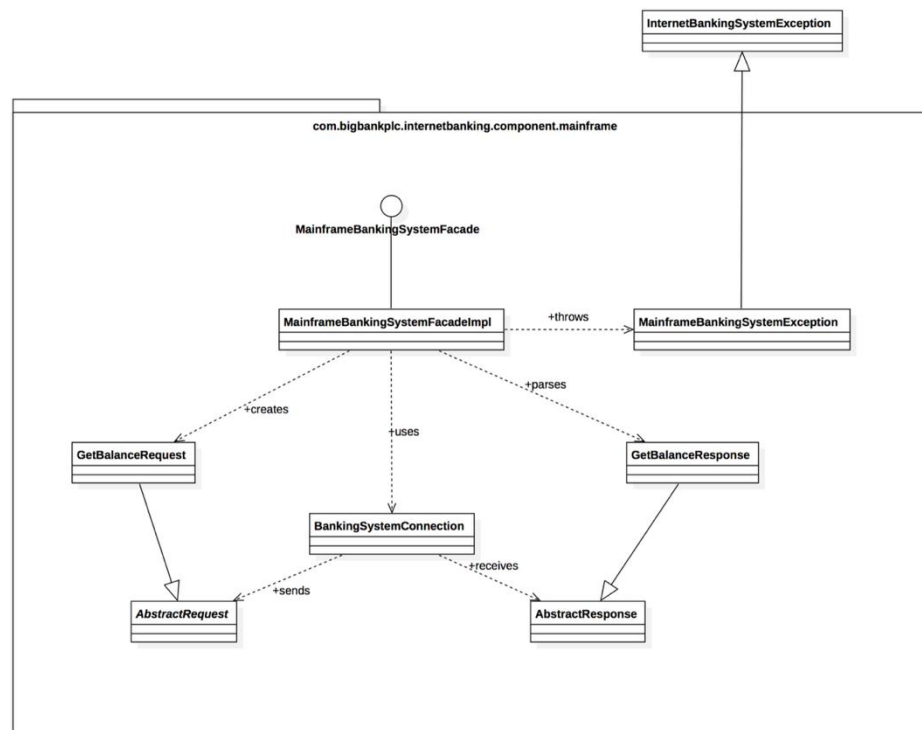 InternetBankingSystemException
com.bigbankplc.internetbanking.component.mainframe
MainframeBankingSystemFacade
MainframeBankingSystemFacadeImpl
+throws
MainframeBankingSystemException
+creates
+uses
+parses
GetBalanceRequest
GetBalanceResponse
BankingSystemConnection
+sends
+receives
AbstractRequest
AbstractResponse